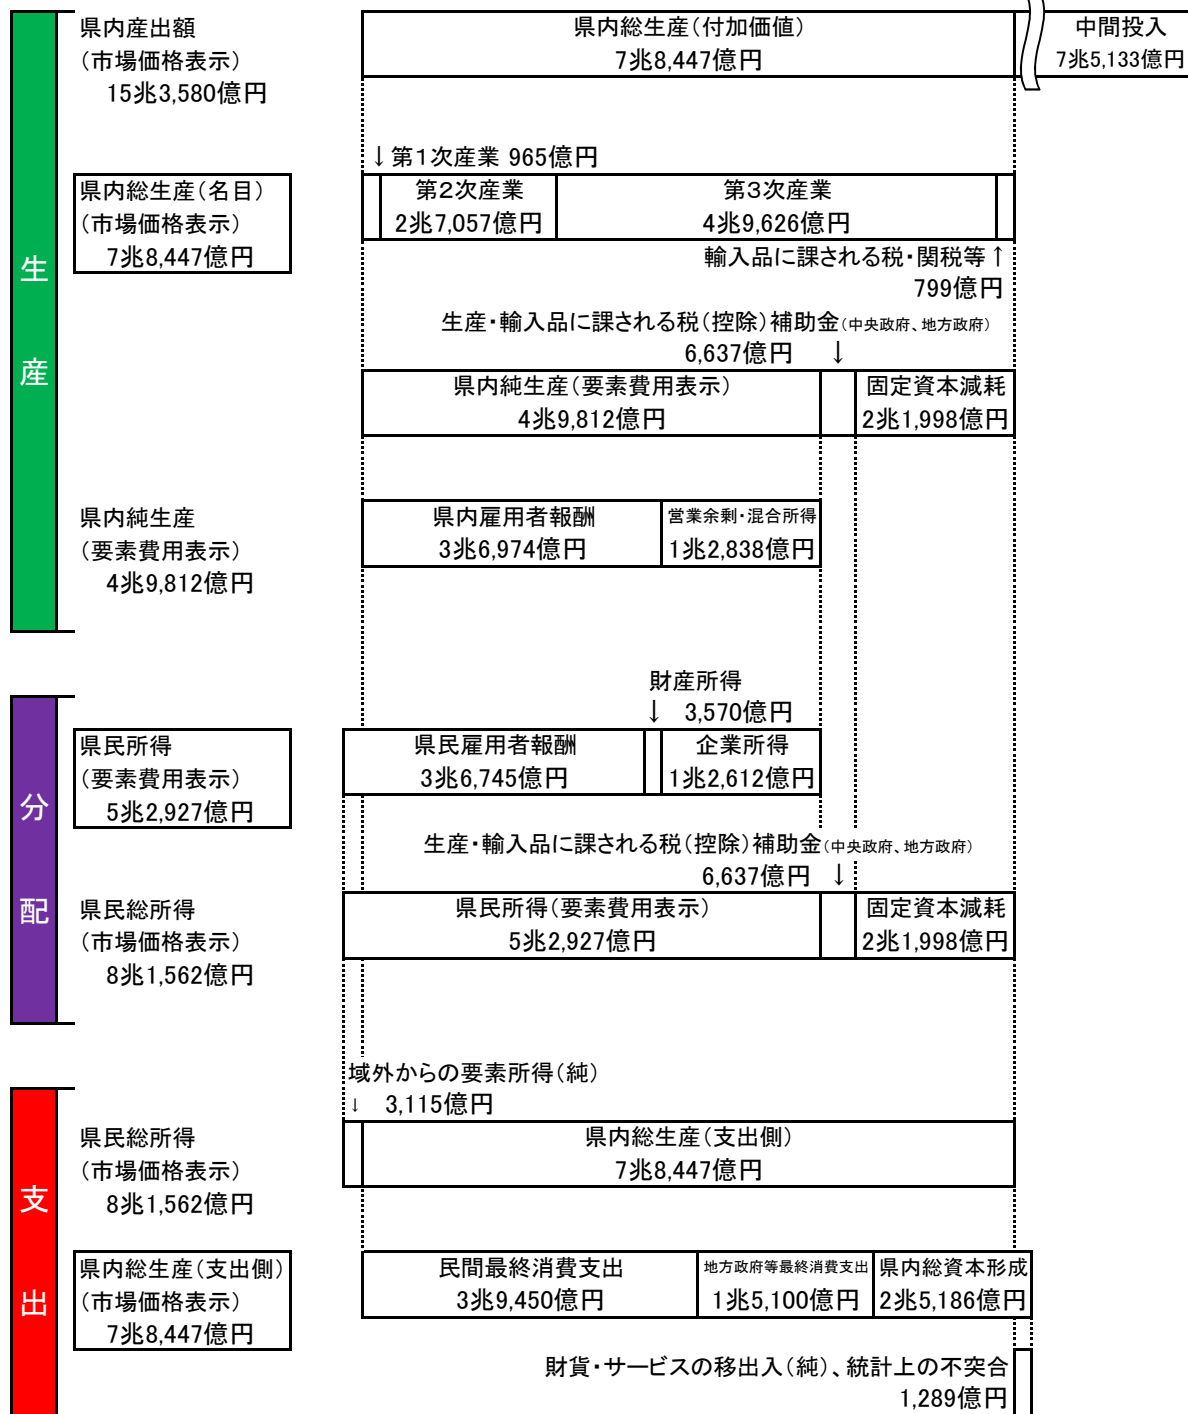 県内産出額
（市場価格表示）
15兆3,580億円
県内総生産（付加価値）
7兆8,447億円
中間投入
7兆5,133億円
↓第１次産業 965億円
生
産
県内総生産（名目）
（市場価格表示）
7兆8,447億円
第２次産業
2兆7,057億円
第３次産業
4兆9,626億円
輸入品に課される税・関税等↑
799億円
生産・輸入品に課される税（控除）補助金（中央政府、地方政府）
6,637億円 ↓
県内純生産（要素費用表示）
4兆9,812億円
固定資本減耗
2兆1,998億円
県内純生産
（要素費用表示）
4兆9,812億円
県内雇用者報酬
3兆6,974億円
営業余剰・混合所得
1兆2,838億円
財産所得
↓ 3,570億円
分
配
県民所得
（要素費用表示）
5兆2,927億円
県民雇用者報酬
3兆6,745億円
企業所得
1兆2,612億円
生産・輸入品に課される税（控除）補助金（中央政府、地方政府）
6,637億円 ↓
県民総所得
（市場価格表示）
8兆1,562億円
県民所得（要素費用表示）
5兆2,927億円
固定資本減耗
2兆1,998億円
域外からの要素所得（純）
↓ 3,115億円
支
出
県民総所得
（市場価格表示）
8兆1,562億円
県内総生産（支出側）
7兆8,447億円
県内総生産（支出側）
（市場価格表示）
7兆8,447億円
民間最終消費支出
3兆9,450億円
地方政府等最終消費支出
1兆5,100億円
県内総資本形成
2兆5,186億円
財貨・サービスの移出入（純）、統計上の不突合
1,289億円